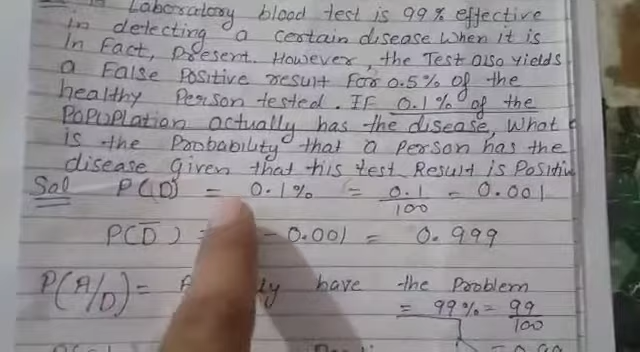 Laboratory blood test is 99% effective
in detecting a certain disease when it is
In Fact, Present. However, the Test also Yields
a False Positive result For 0.5% of the
healthy Person tested. IF 0.1% of the
POPUPlation actually has the disease, What
is the Probability that a Person has the
disease given that his test Result is Positiv
Sol P(D) = 0.1% = 0.1/100 = 0.001
P(D̅) = - 0.001 = 0.999
P(A/D) = have the Problem
= 99% = 99/100